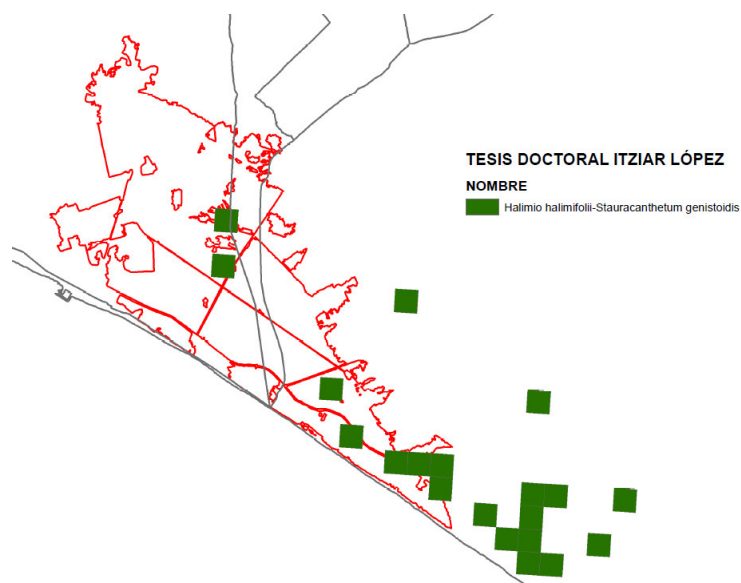 TESIS DOCTORAL ITZIAR LÓPEZ
NOMBRE
Halimio halimifolii-Stauracanthetum genistoidis